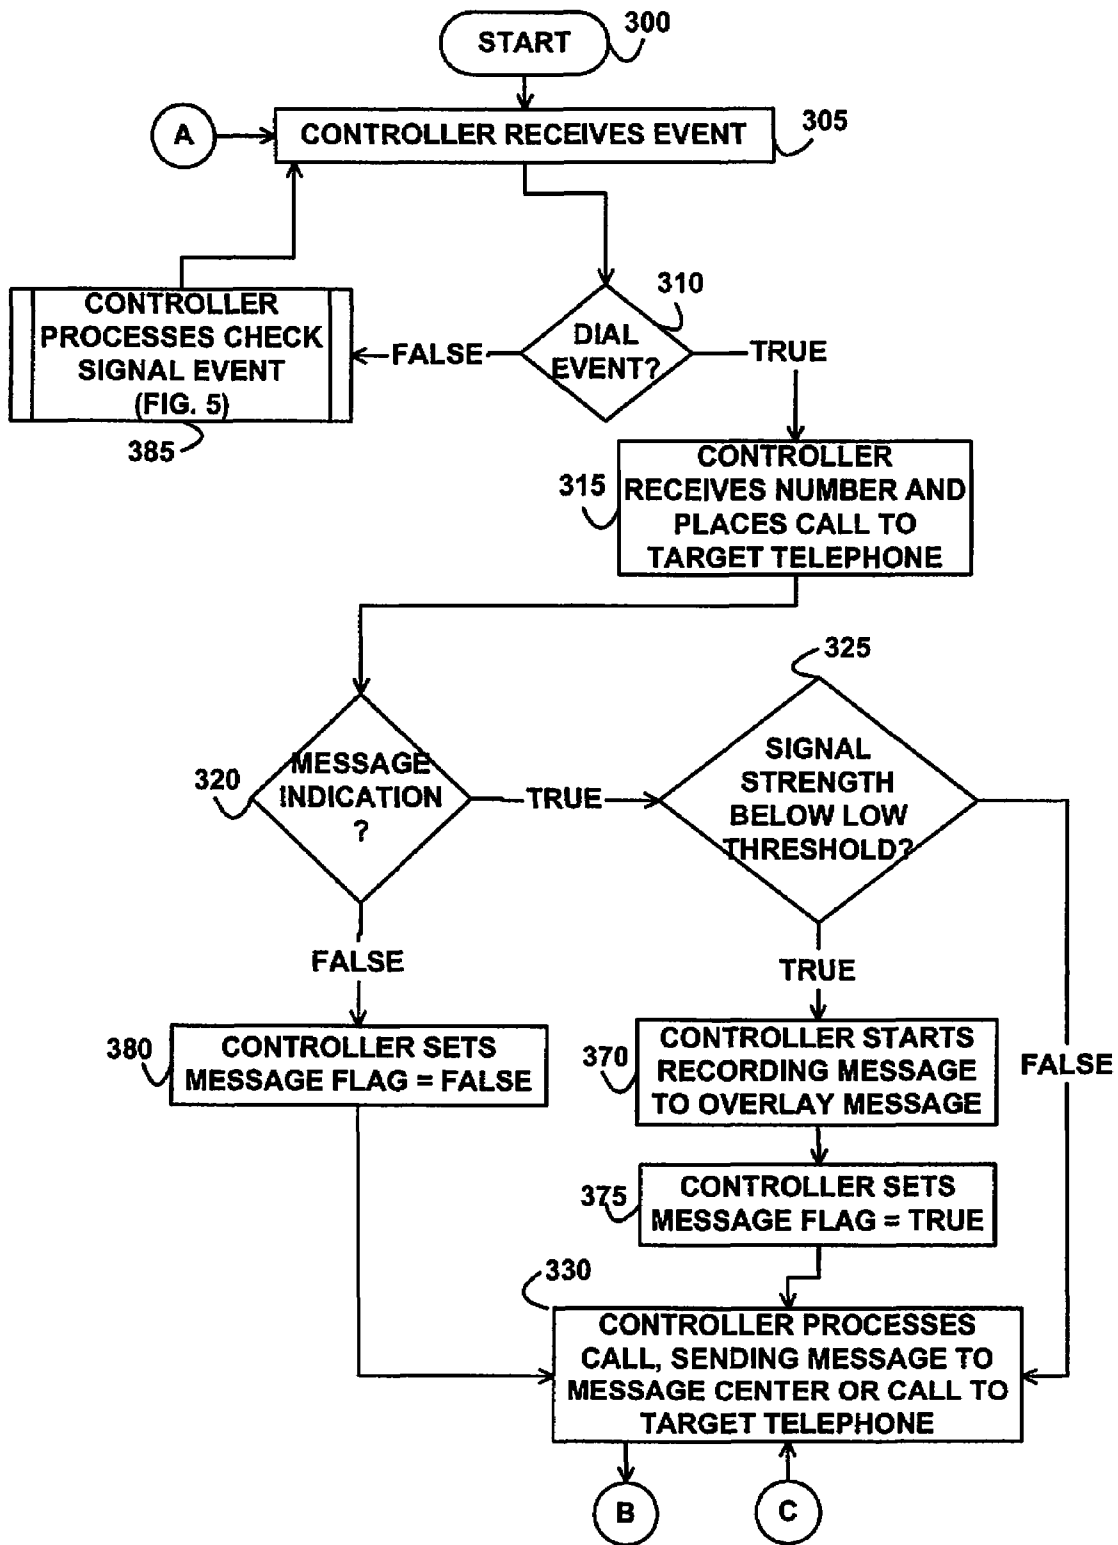 START
300
A
CONTROLLER RECEIVES EVENT
305
CONTROLLER
PROCESSES CHECK
SIGNAL EVENT
(FIG. 5)
385
FALSE
DIAL
EVENT?
310
TRUE
315
CONTROLLER
RECEIVES NUMBER AND
PLACES CALL TO
TARGET TELEPHONE
320
MESSAGE
INDICATION
?
TRUE
325
SIGNAL
STRENGTH
BELOW LOW
THRESHOLD?
FALSE
TRUE
FALSE
380
CONTROLLER SETS
MESSAGE FLAG = FALSE
370
CONTROLLER STARTS
RECORDING MESSAGE
TO OVERLAY MESSAGE
375
CONTROLLER SETS
MESSAGE FLAG = TRUE
330
CONTROLLER PROCESSES
CALL, SENDING MESSAGE TO
MESSAGE CENTER OR CALL TO
TARGET TELEPHONE
B
C